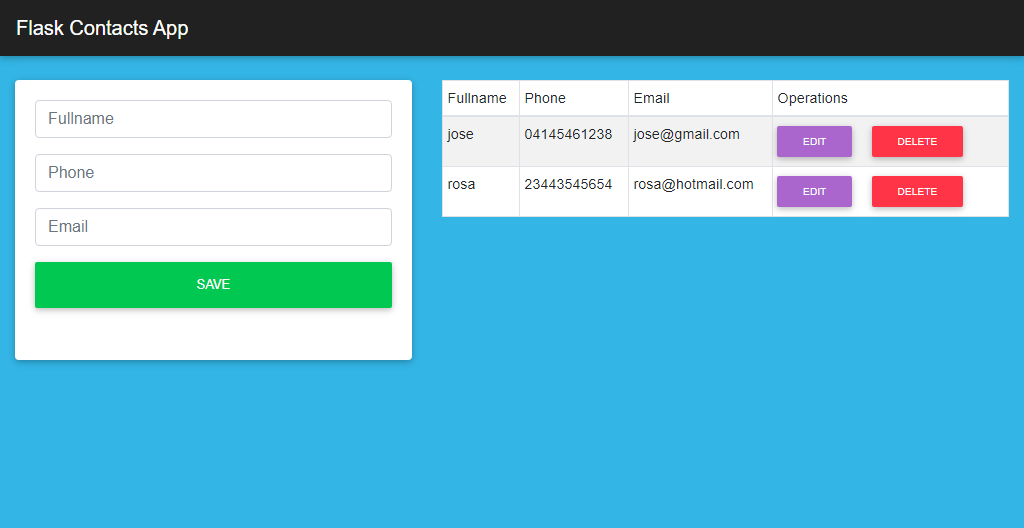 Flask Contacts App
Fullname
Phone
Email
SAVE
Fullname Phone Email Operations
jose 04145461238 jose@gmail.com EDIT DELETE
rosa 23443545654 rosa@hotmail.com EDIT DELETE